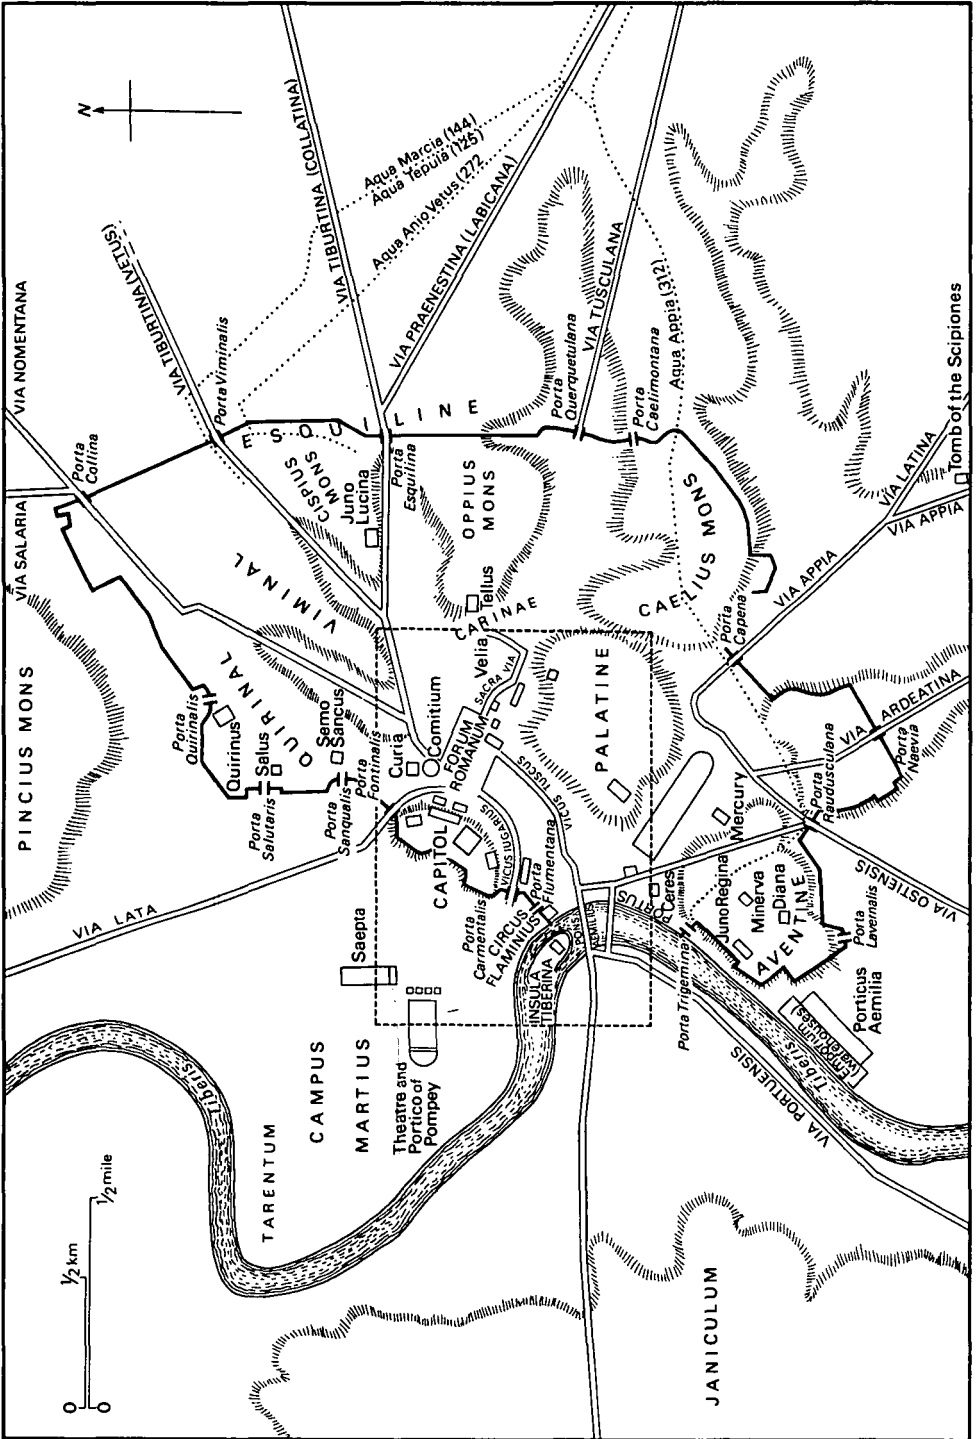 N
0
0
½ km
½ mile
PINCIUS MONS
VIA SALARIA
VIA NOMENTANA
Porta
Collina
VIA TIBURTINA (VETUS)
Porta Viminalis
VIA TIBURTINA (COLLATINA)
Aqua Marcia (144)
Aqua Tepula (125)
Aqua Anio Vetus (272
VIA PRAENESTINA (LABICANA)
VIA LATA
Porta
Quirinalis
Quirinus
QUIRINAL
Salus
Porta
Salutaris
Semo
Sancus
Porta
Sanqualis
Porta
Fontinalis
VIMINAL
ESQUILINE
CISPIUS
MONS
Juno
Lucina
Porta
Esquilina
OPPIUS
MONS
Tellus
CARINAE
Porta
Querquetulana
VIA TUSCULANA
Porta
Caelimontana
Aqua Appia (312)
TARENTUM
CAMPUS
MARTIUS
Theatre and
Portico of
Pompey
Saepta
Tiberis
Curia
Comitium
FORUM
ROMANUM
SACRA VIA
Velia
CAPITOL
VICUS IUGARIUS
VICUS TUSCUS
Porta
Carmentalis
Porta
Flumentana
CIRCUS
FLAMINIUS
INSULA
TIBERINA
PONS
AEMILIUS
PORTUS
PALATINE
CAELIUS MONS
Porta
Capena
VIA APPIA
VIA LATINA
VIA APPIA
Tomb of the Scipiones
Ceres
Mercury
Porta Trigemina
Juno Regina
Minerva
Diana
AVENTINE
Porta
Raudusculana
Porta
Naevia
VIA ARDEATINA
VIA OSTIENSIS
Porta
Lavernalis
Porticus
Aemilia
Emporium
(warehouses)
Tiberis
VIA PORTUENSIS
JANICULUM